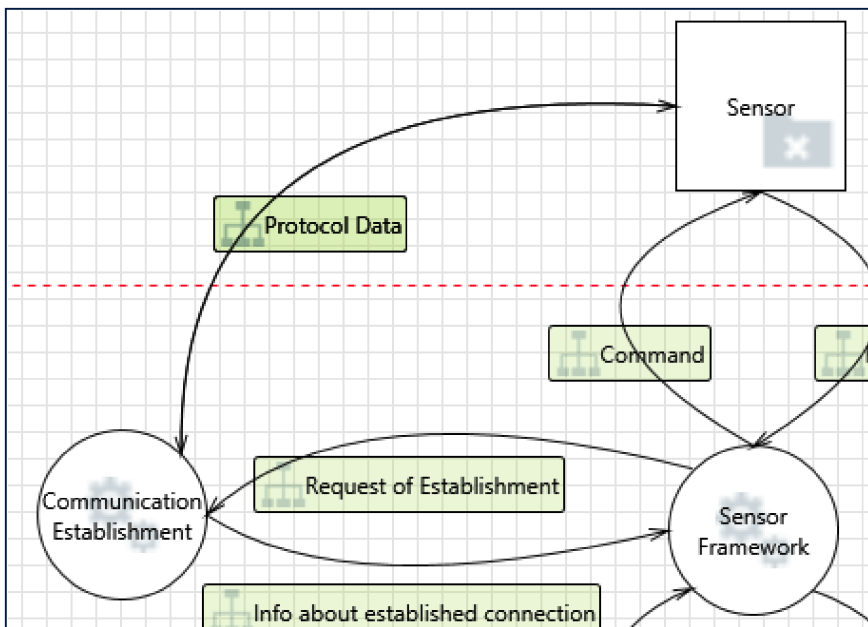 Sensor
Protocol Data
Command
Request of Establishment
Communication
Establishment
Sensor
Framework
Info about established connection